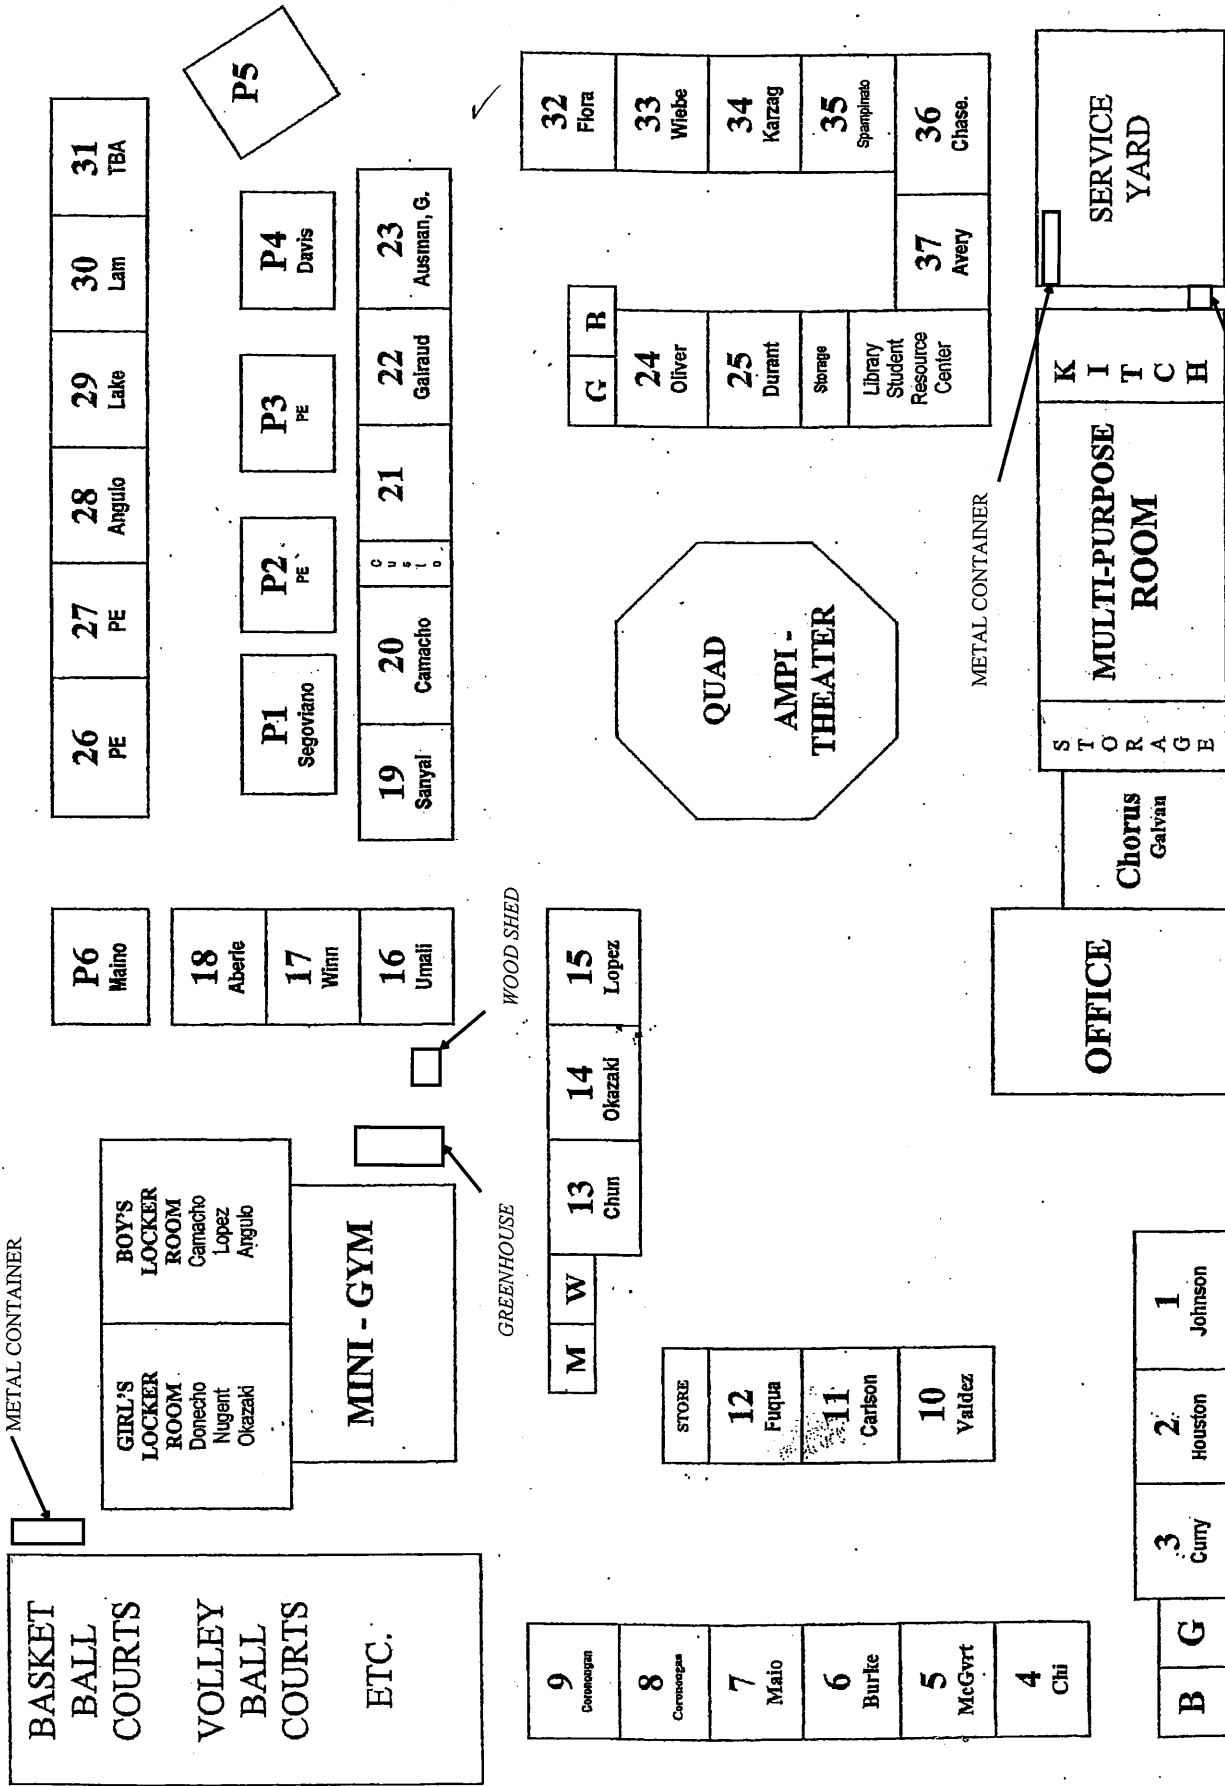 METAL CONTAINER
BASKET
BALL
COURTS
VOLLEY
BALL
COURTS
ETC.
GIRL'S
LOCKER
ROOM
Donecho
Nugent
Okazaki
BOY'S
LOCKER
ROOM
Camacho
Lopez
Angulo
MINI - GYM
GREENHOUSE
WOOD SHED
P6
Maino
18
Aberle
17
Winn
16
Umali
26
PE
27
PE
28
Angulo
29
Lake
30
Lam
31
TBA
P1
Segoviano
P2
PE
P3
PE
P4
Davis
P5
19
Sanyal
20
Camacho
C
u
s
t
o
21
22
Gairaud
23
Ausman, G.
9
Coronongan
8
Coronongan
7
Maio
6
Burke
5
McGvrt
4
Chi
M
W
13
Chun
14
Okazaki
15
Lopez
STORE
12
Fuqua
11
Carlson
10
Valdez
QUAD
AMPI -
THEATER
G
B
24
Oliver
25
Durant
Storage
Library
Student
Resource
Center
32
Flora
33
Wiebe
34
Karzag
35
Spampinato
36
Chase.
37
Avery
METAL CONTAINER
B
G
3
Curry
2
Houston
1
Johnson
OFFICE
Chorus
Galvan
S
T
O
R
A
G
E
MULTI-PURPOSE
ROOM
K
I
T
C
H
SERVICE
YARD